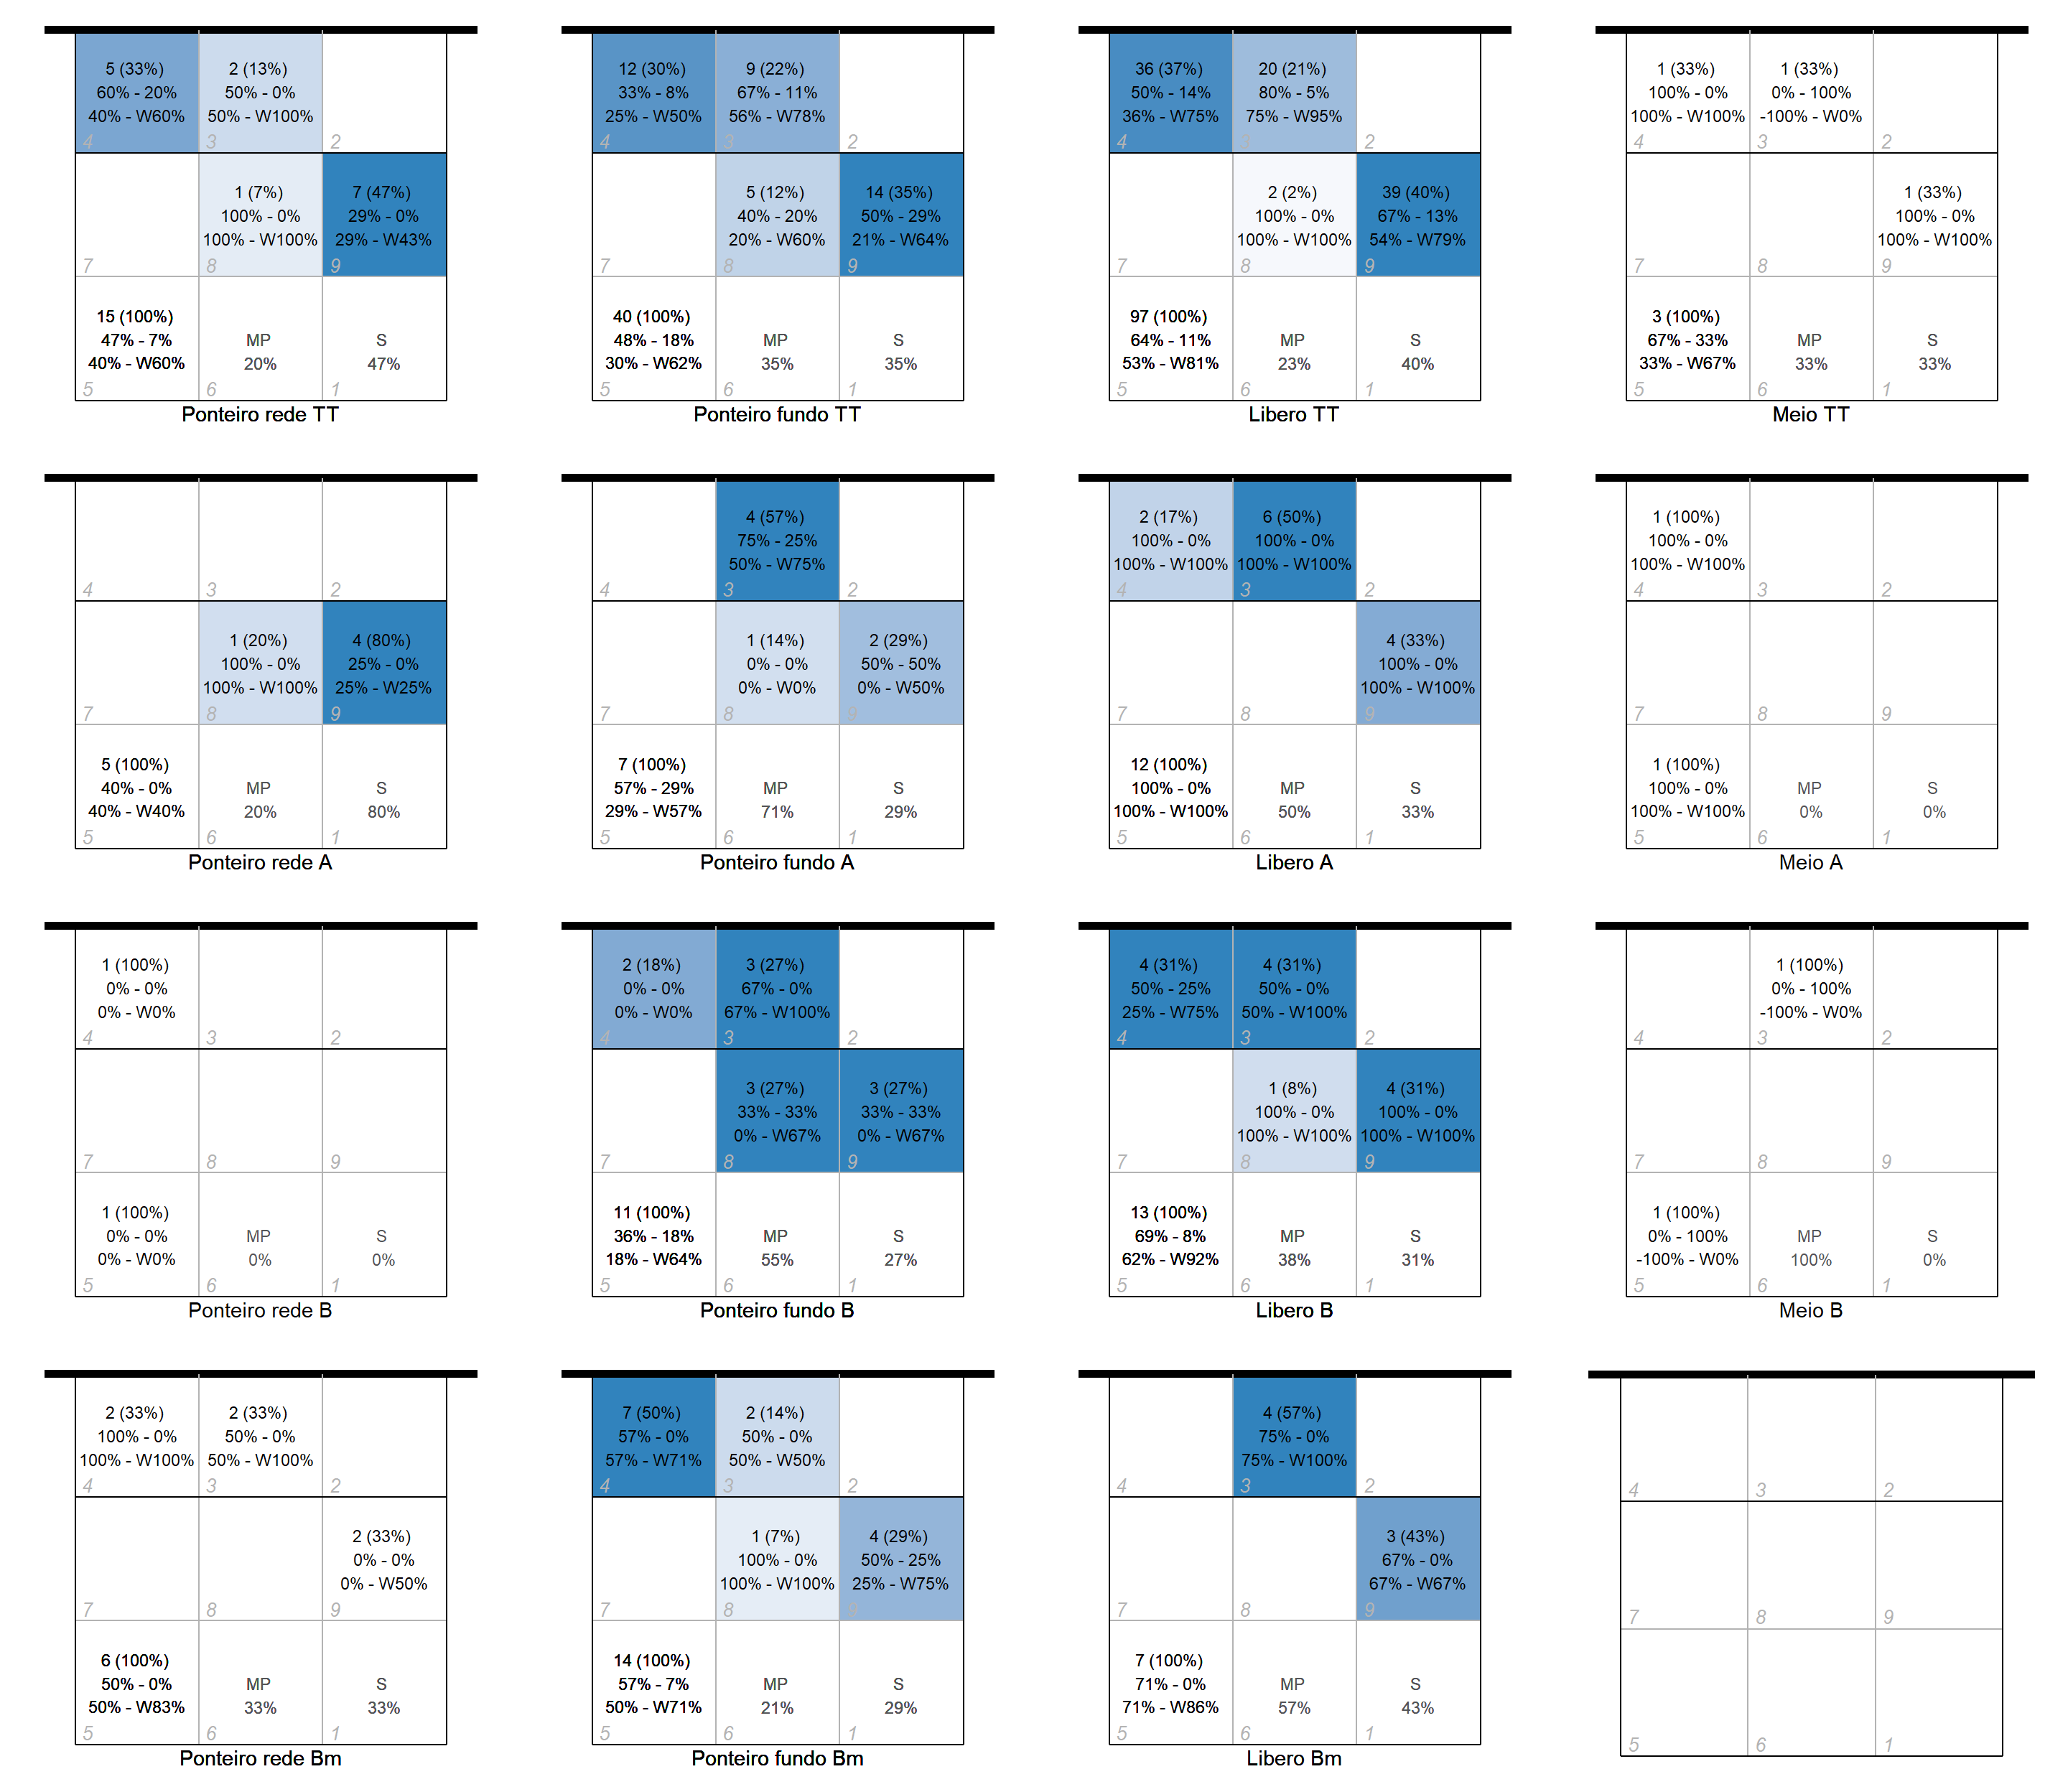 5 (33%)
60% - 20%
40% - W60%
4
2 (13%)
50% - 0%
50% - W100%
3
2
7
1 (7%)
100% - 0%
100% - W100%
8
7 (47%)
29% - 0%
29% - W43%
9
15 (100%)
47% - 7%
40% - W60%
5
MP
20%
6
S
47%
1
Ponteiro rede TT
12 (30%)
33% - 8%
25% - W50%
4
9 (22%)
67% - 11%
56% - W78%
3
2
7
5 (12%)
40% - 20%
20% - W60%
8
14 (35%)
50% - 29%
21% - W64%
9
40 (100%)
48% - 18%
30% - W62%
5
MP
35%
6
S
35%
1
Ponteiro fundo TT
36 (37%)
50% - 14%
36% - W75%
4
20 (21%)
80% - 5%
75% - W95%
3
2
7
2 (2%)
100% - 0%
100% - W100%
8
39 (40%)
67% - 13%
54% - W79%
9
97 (100%)
64% - 11%
53% - W81%
5
MP
23%
6
S
40%
1
Libero TT
1 (33%)
100% - 0%
100% - W100%
4
1 (33%)
0% - 100%
-100% - W0%
3
2
7
8
1 (33%)
100% - 0%
100% - W100%
9
3 (100%)
67% - 33%
33% - W67%
5
MP
33%
6
S
33%
1
Meio TT
4
3
2
7
1 (20%)
100% - 0%
100% - W100%
8
4 (80%)
25% - 0%
25% - W25%
9
5 (100%)
40% - 0%
40% - W40%
5
MP
20%
6
S
80%
1
Ponteiro rede A
4
4 (57%)
75% - 25%
50% - W75%
3
2
7
1 (14%)
0% - 0%
0% - W0%
8
2 (29%)
50% - 50%
0% - W50%
9
7 (100%)
57% - 29%
29% - W57%
5
MP
71%
6
S
29%
1
Ponteiro fundo A
2 (17%)
100% - 0%
100% - W100%
4
6 (50%)
100% - 0%
100% - W100%
3
2
7
8
4 (33%)
100% - 0%
100% - W100%
9
12 (100%)
100% - 0%
100% - W100%
5
MP
50%
6
S
33%
1
Libero A
1 (100%)
100% - 0%
100% - W100%
4
3
2
7
8
9
1 (100%)
100% - 0%
100% - W100%
5
MP
0%
6
S
0%
1
Meio A
1 (100%)
0% - 0%
0% - W0%
4
3
2
7
8
9
1 (100%)
0% - 0%
0% - W0%
5
MP
0%
6
S
0%
1
Ponteiro rede B
2 (18%)
0% - 0%
0% - W0%
4
3 (27%)
67% - 0%
67% - W100%
3
2
7
3 (27%)
33% - 33%
0% - W67%
8
3 (27%)
33% - 33%
0% - W67%
9
11 (100%)
36% - 18%
18% - W64%
5
MP
55%
6
S
27%
1
Ponteiro fundo B
4 (31%)
50% - 25%
25% - W75%
4
4 (31%)
50% - 0%
50% - W100%
3
2
7
1 (8%)
100% - 0%
100% - W100%
8
4 (31%)
100% - 0%
100% - W100%
9
13 (100%)
69% - 8%
62% - W92%
5
MP
38%
6
S
31%
1
Libero B
4
1 (100%)
0% - 100%
-100% - W0%
3
2
7
8
9
1 (100%)
0% - 100%
-100% - W0%
5
MP
100%
6
S
0%
1
Meio B
2 (33%)
100% - 0%
100% - W100%
4
2 (33%)
50% - 0%
50% - W100%
3
2
7
8
2 (33%)
0% - 0%
0% - W50%
9
6 (100%)
50% - 0%
50% - W83%
5
MP
33%
6
S
33%
1
Ponteiro rede Bm
7 (50%)
57% - 0%
57% - W71%
4
2 (14%)
50% - 0%
50% - W50%
3
2
7
1 (7%)
100% - 0%
100% - W100%
8
4 (29%)
50% - 25%
25% - W75%
9
14 (100%)
57% - 7%
50% - W71%
5
MP
21%
6
S
29%
1
Ponteiro fundo Bm
4
4 (57%)
75% - 0%
75% - W100%
3
2
7
8
3 (43%)
67% - 0%
67% - W67%
9
7 (100%)
71% - 0%
71% - W86%
5
MP
57%
6
S
43%
1
Libero Bm
4
3
2
7
8
9
5
6
1